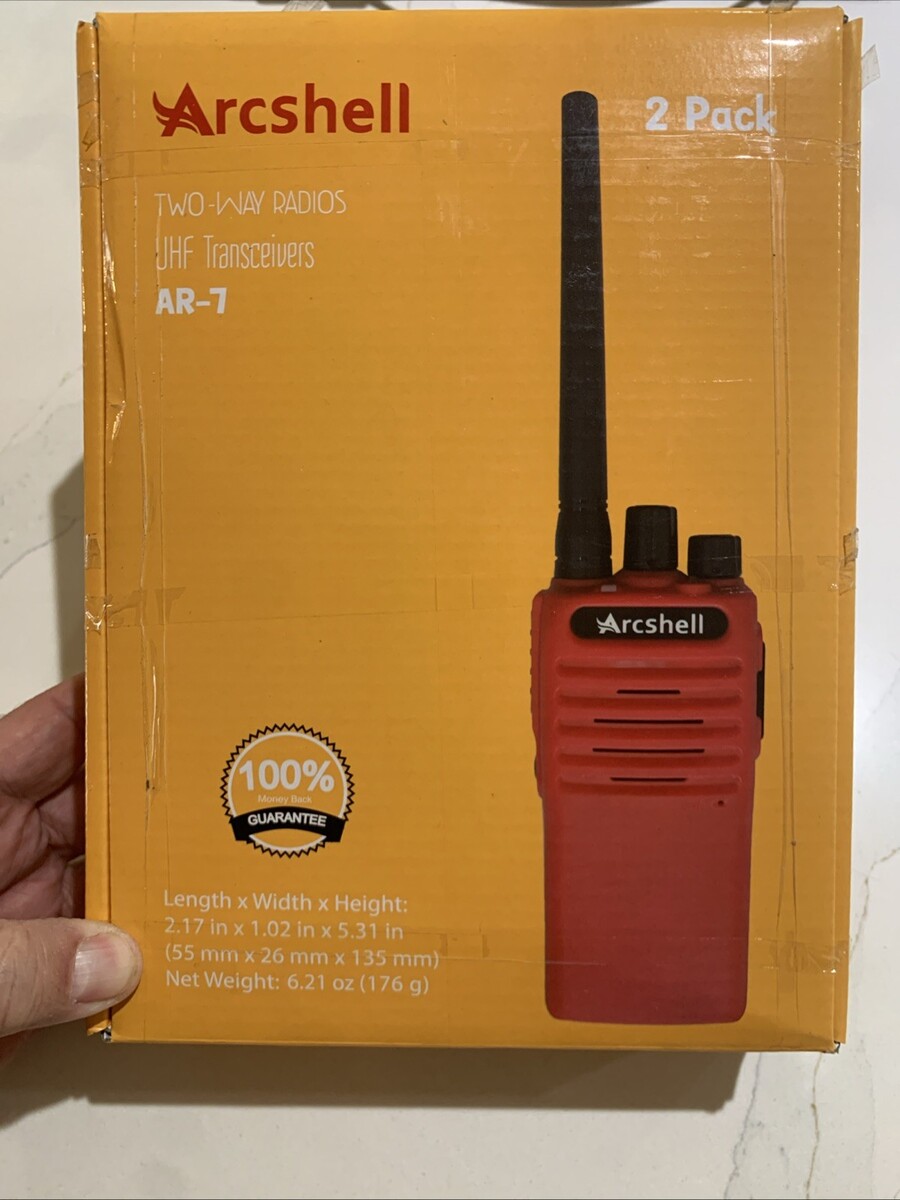 Arcshell
2 Pack
TWO-WAY RADIOS
UHF Transceivers
AR-7
Arcshell
100%
Money Back
GUARANTEE
Length x Width x Height:
2.17 in x 1.02 in x 5.31 in
(55 mm x 26 mm x 135 mm)
Net Weight: 6.21 oz (176 g)